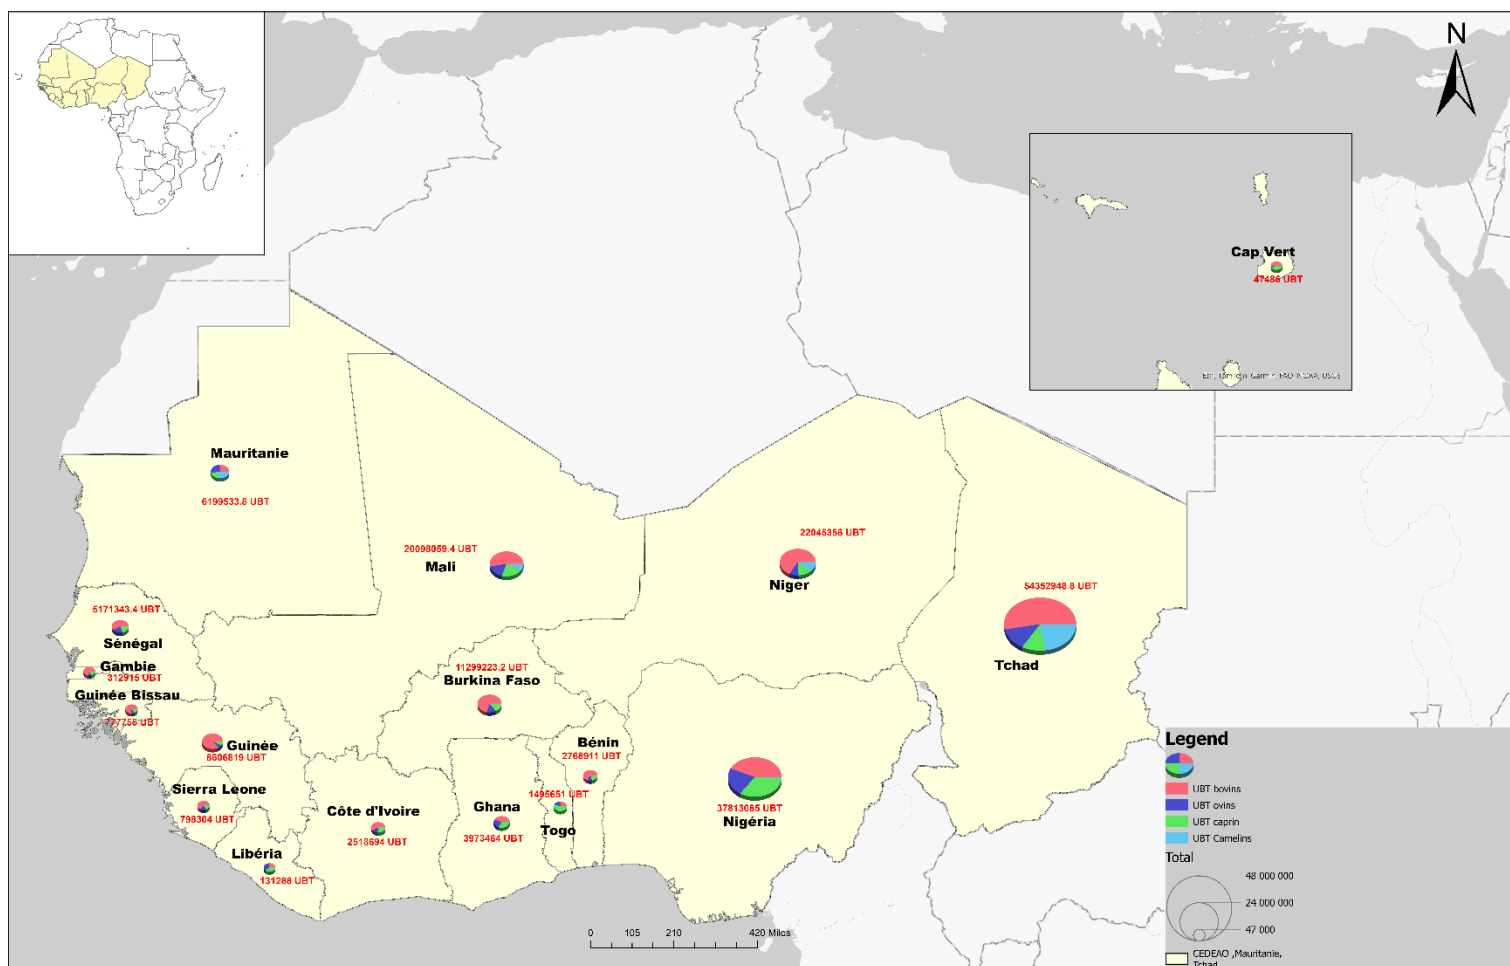 N
Cap Vert
47486 UBT
Mauritanie
6199533.8 UBT
20098059.4 UBT
Mali
22045356 UBT
Niger
54352948.8 UBT
Tchad
5171343.4 UBT
Sénégal
Gambie
312915 UBT
Guinée Bissau
777758 UBT
11299223.2 UBT
Burkina Faso
Guinée
8606819 UBT
Bénin
2768911 UBT
Sierra Leone
798304 UBT
Côte d'Ivoire
2518694 UBT
Ghana
3973464 UBT
1495651 UBT
Togo
37813085 UBT
Nigéria
Libéria
131288 UBT
0 105 210 420 Miles
Legend
UBT bovins
UBT ovins
UBT caprin
UBT Camelins
Total
48 000 000
24 000 000
47 000
CEDEAO ,Mauritanie,
Tchad